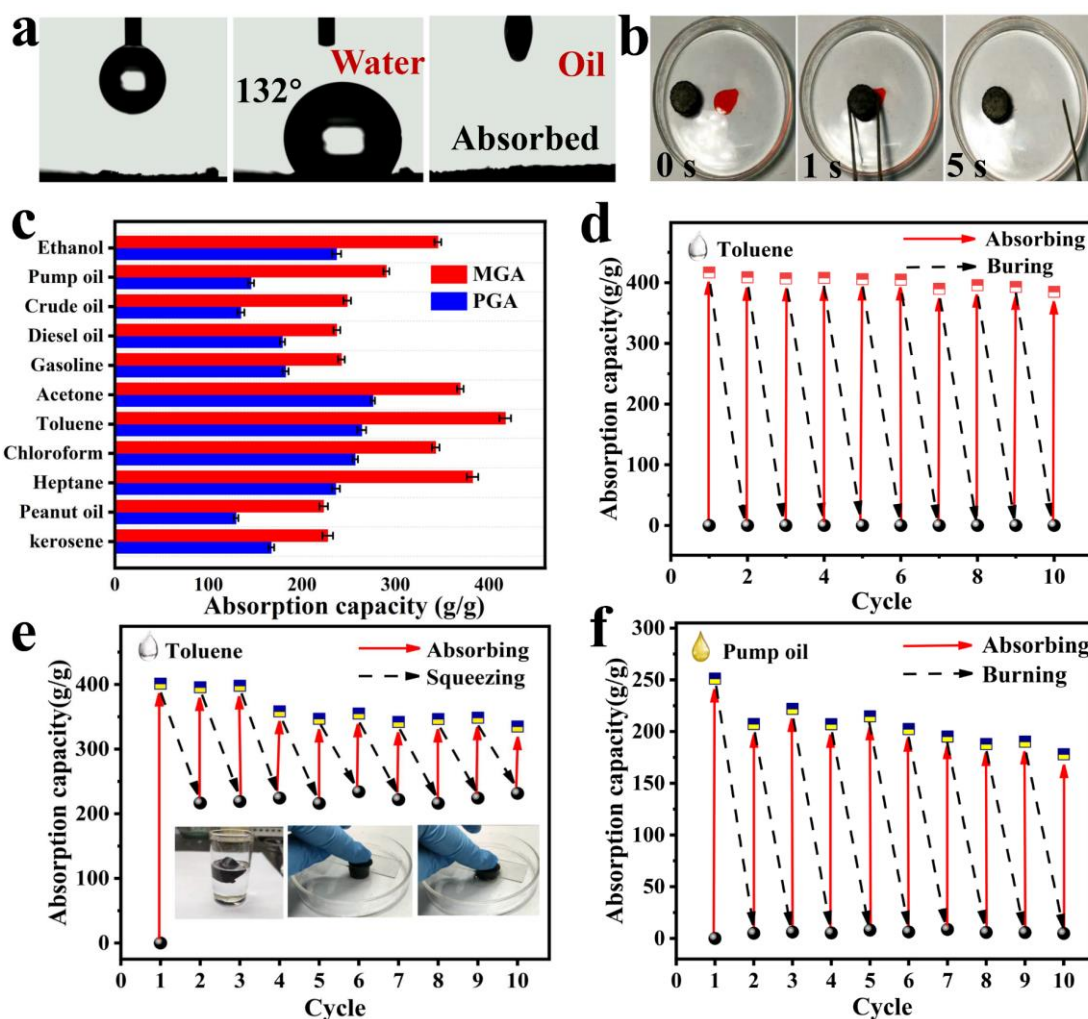 a
132°
Water
Oil
Absorbed
b
0 s
1 s
5 s
c
Ethanol
Pump oil
Crude oil
Diesel oil
Gasoline
Acetone
Toluene
Chloroform
Heptane
Peanut oil
kerosene
MGA
PGA
0 100 200 300 400
Absorption capacity (g/g)
d
Toluene
Absorbing
Buring
Absorption capacity(g/g)
400
300
200
100
0
0 2 4 6 8 10
Cycle
e
Toluene
Absorbing
Squeezing
Absorption capacity(g/g)
400
300
200
100
0
0 1 2 3 4 5 6 7 8 9 10
Cycle
f
Pump oil
Absorbing
Burning
Absorption capacity(g/g)
300
250
200
150
100
50
0
0 1 2 3 4 5 6 7 8 9 10
Cycle